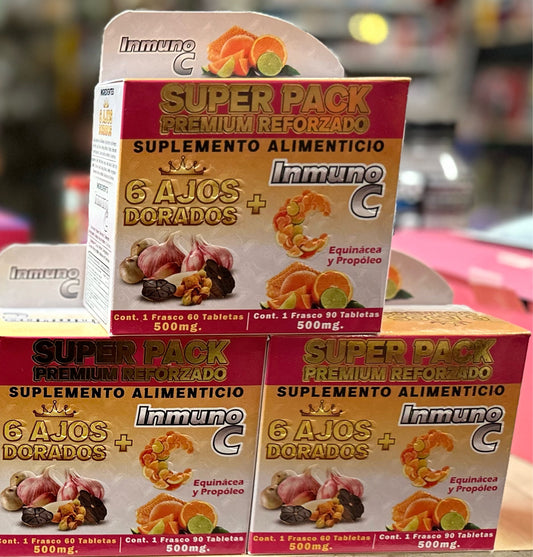 Inmuno
C
SUPER PACK
PREMIUM REFORZADO
SUPLEMENTO ALIMENTICIO
6 AJOS
DORADOS
+
Inmuno
C
Equinácea
y Propóleo
Cont. 1 Frasco 60 Tabletas
500mg.
Cont. 1 Frasco 90 Tabletas
500mg.
6 AJOS
DORADOS
Inmuno
C
SUPER PACK
PREMIUM REFORZADO
SUPLEMENTO ALIMENTICIO
6 AJOS
DORADOS
+
Inmuno
C
Equinácea
y Propóleo
Cont. 1 Frasco 60 Tabletas
500mg.
Cont. 1 Frasco 90 Tabletas
500mg.
SUPER PACK
PREMIUM REFORZADO
SUPLEMENTO ALIMENTICIO
6 AJOS
DORADOS
+
Inmuno
C
Equinácea
y Propóleo
Cont. 1 Frasco 60 Tabletas
500mg.
Cont. 1 Frasco 90 Tabletas
500mg.